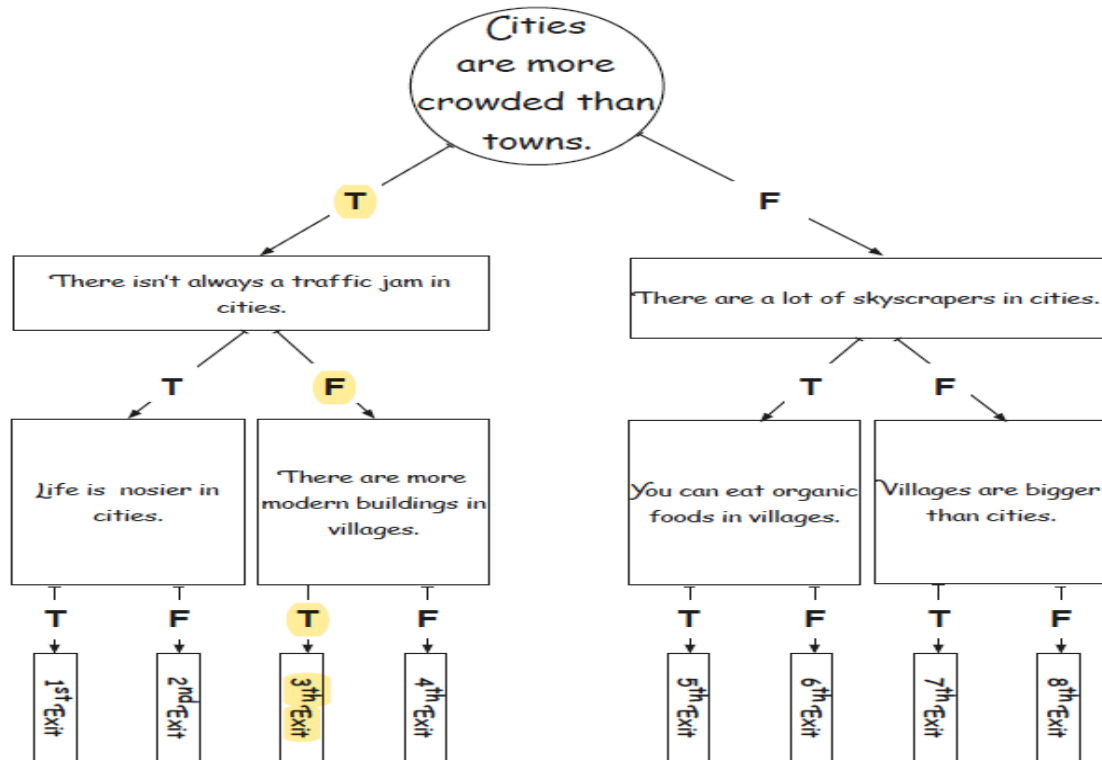 Cities
are more
crowded than
towns.
T
F
There isn't always a traffic jam in
cities.
There are a lot of skyscrapers in cities.
T
F
T
F
Life is nosier in
cities.
There are more
modern buildings in
villages.
You can eat organic
foods in villages.
Villages are bigger
than cities.
T
F
T
F
T
F
T
F
1st Exit
2nd Exit
3th Exit
4th Exit
5th Exit
6th Exit
7th Exit
8th Exit